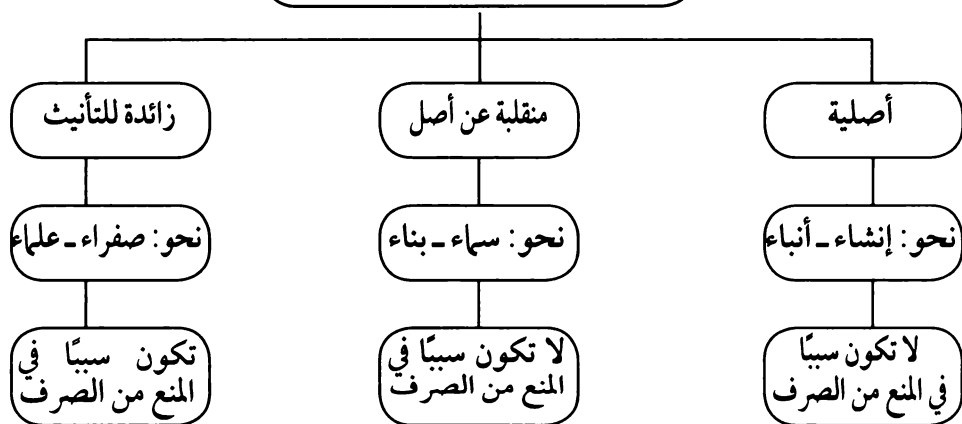 أصلية
منقلبة عن أصل
زائدة للتأنيث
نحو: إنشاء - أنباء
نحو: سماء - بناء
نحو: صفراء - علماء
لا تكون سببًا
في المنع من الصرف
لا تكون سببًا في
المنع من الصرف
تكون سببًا في
المنع من الصرف